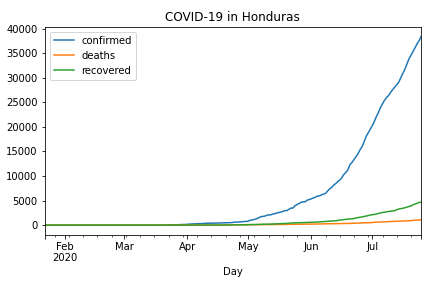 COVID-19 in Honduras
40000
35000
30000
25000
20000
15000
10000
5000
0
confirmed
deaths
recovered
Feb
2020
Mar
Apr
May
Jun
Jul
Day